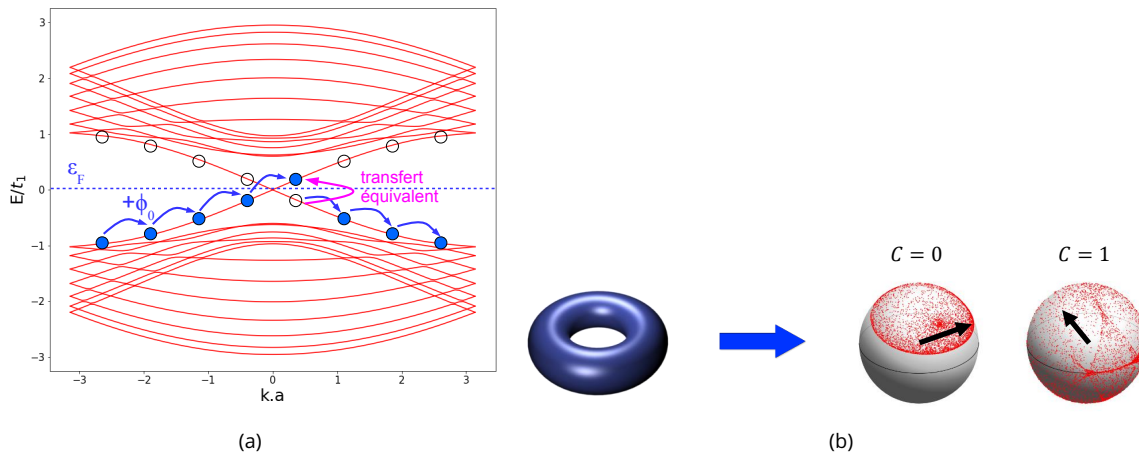 3
2
1
0
−1
−2
−3
E/t₁
ε_F
+ϕ₀
transfert
équivalent
−3 −2 −1 0 1 2 3
k.a
(a)
C = 0 C = 1
(b)